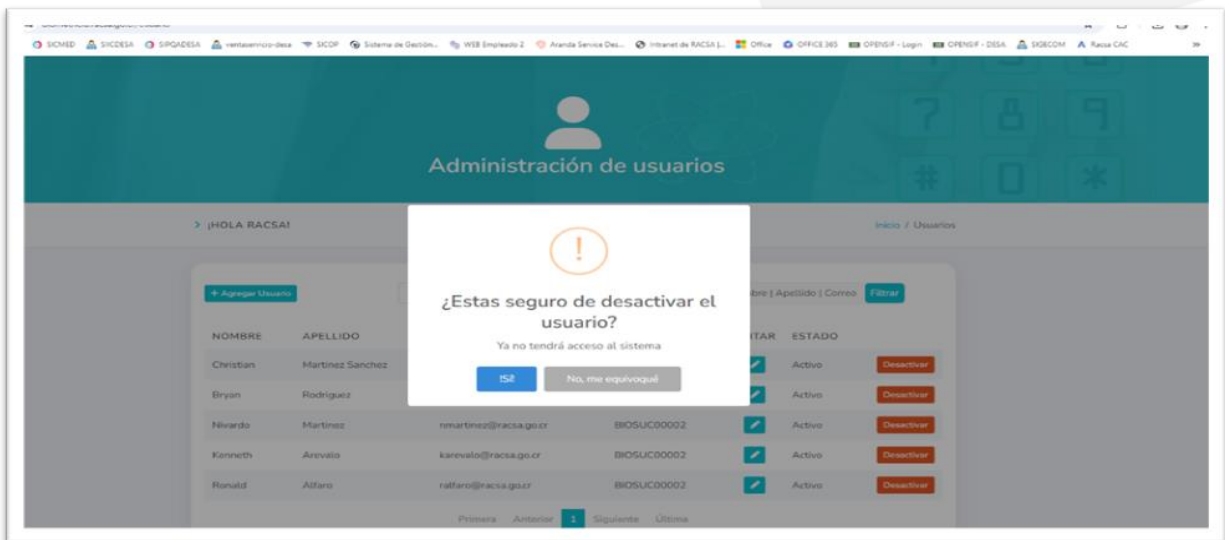 SICMED SICDESA SIPQADESA ventaservicio-desa SICOP Sistema de Gestión... WEB Empleado 2 Aranda Service Des... Intranet de RACSA |... Office OFFICE 365 OPENSIF - Login OPENSIF - DESA SIGECOM Racsa CAC »
7 8 9
Administración de usuarios
# 0 *
> ¡HOLA RACSA!
Inicio / Usuarios
+ Agregar Usuario
bre | Apellido | Correo Filtrar
¿Estas seguro de desactivar el
usuario?
Ya no tendrá acceso al sistema
!Si! No, me equivoqué
NOMBRE APELLIDO ITAR ESTADO
Christian Martinez Sanchez Activo Desactivar
Bryan Rodriguez Activo Desactivar
Nivardo Martinez nmartinez@racsa.go.cr BIOSUC00002 Activo Desactivar
Kenneth Arevalo karevalo@racsa.go.cr BIOSUC00002 Activo Desactivar
Ronald Alfaro ralfaro@racsa.go.cr BIOSUC00002 Activo Desactivar
Primera Anterior 1 Siguiente Última